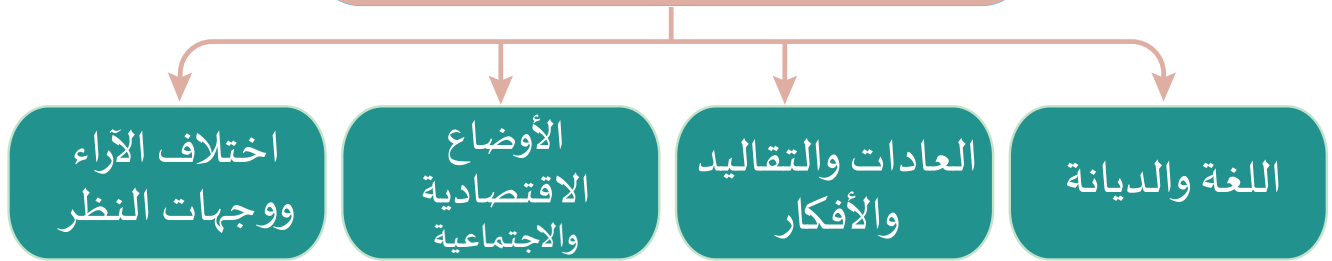 اللغة والديانة
العادات والتقاليد
والأفكار
الأوضاع
الاقتصادية
والاجتماعية
اختلاف الآراء
ووجهات النظر